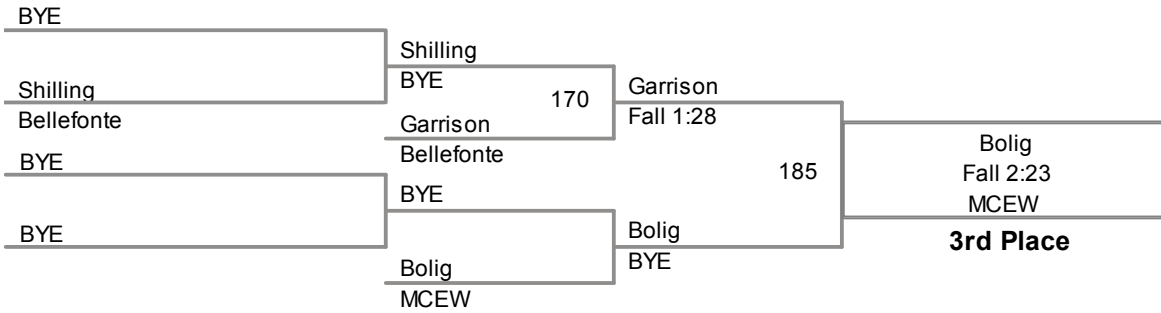 BYE
Shilling
Bellefonte
BYE
BYE
Shilling
BYE
170
Garrison
Bellefonte
BYE
Bolig
MCEW
Garrison
Fall 1:28
185
Bolig
BYE
Bolig
Fall 2:23
MCEW
3rd Place